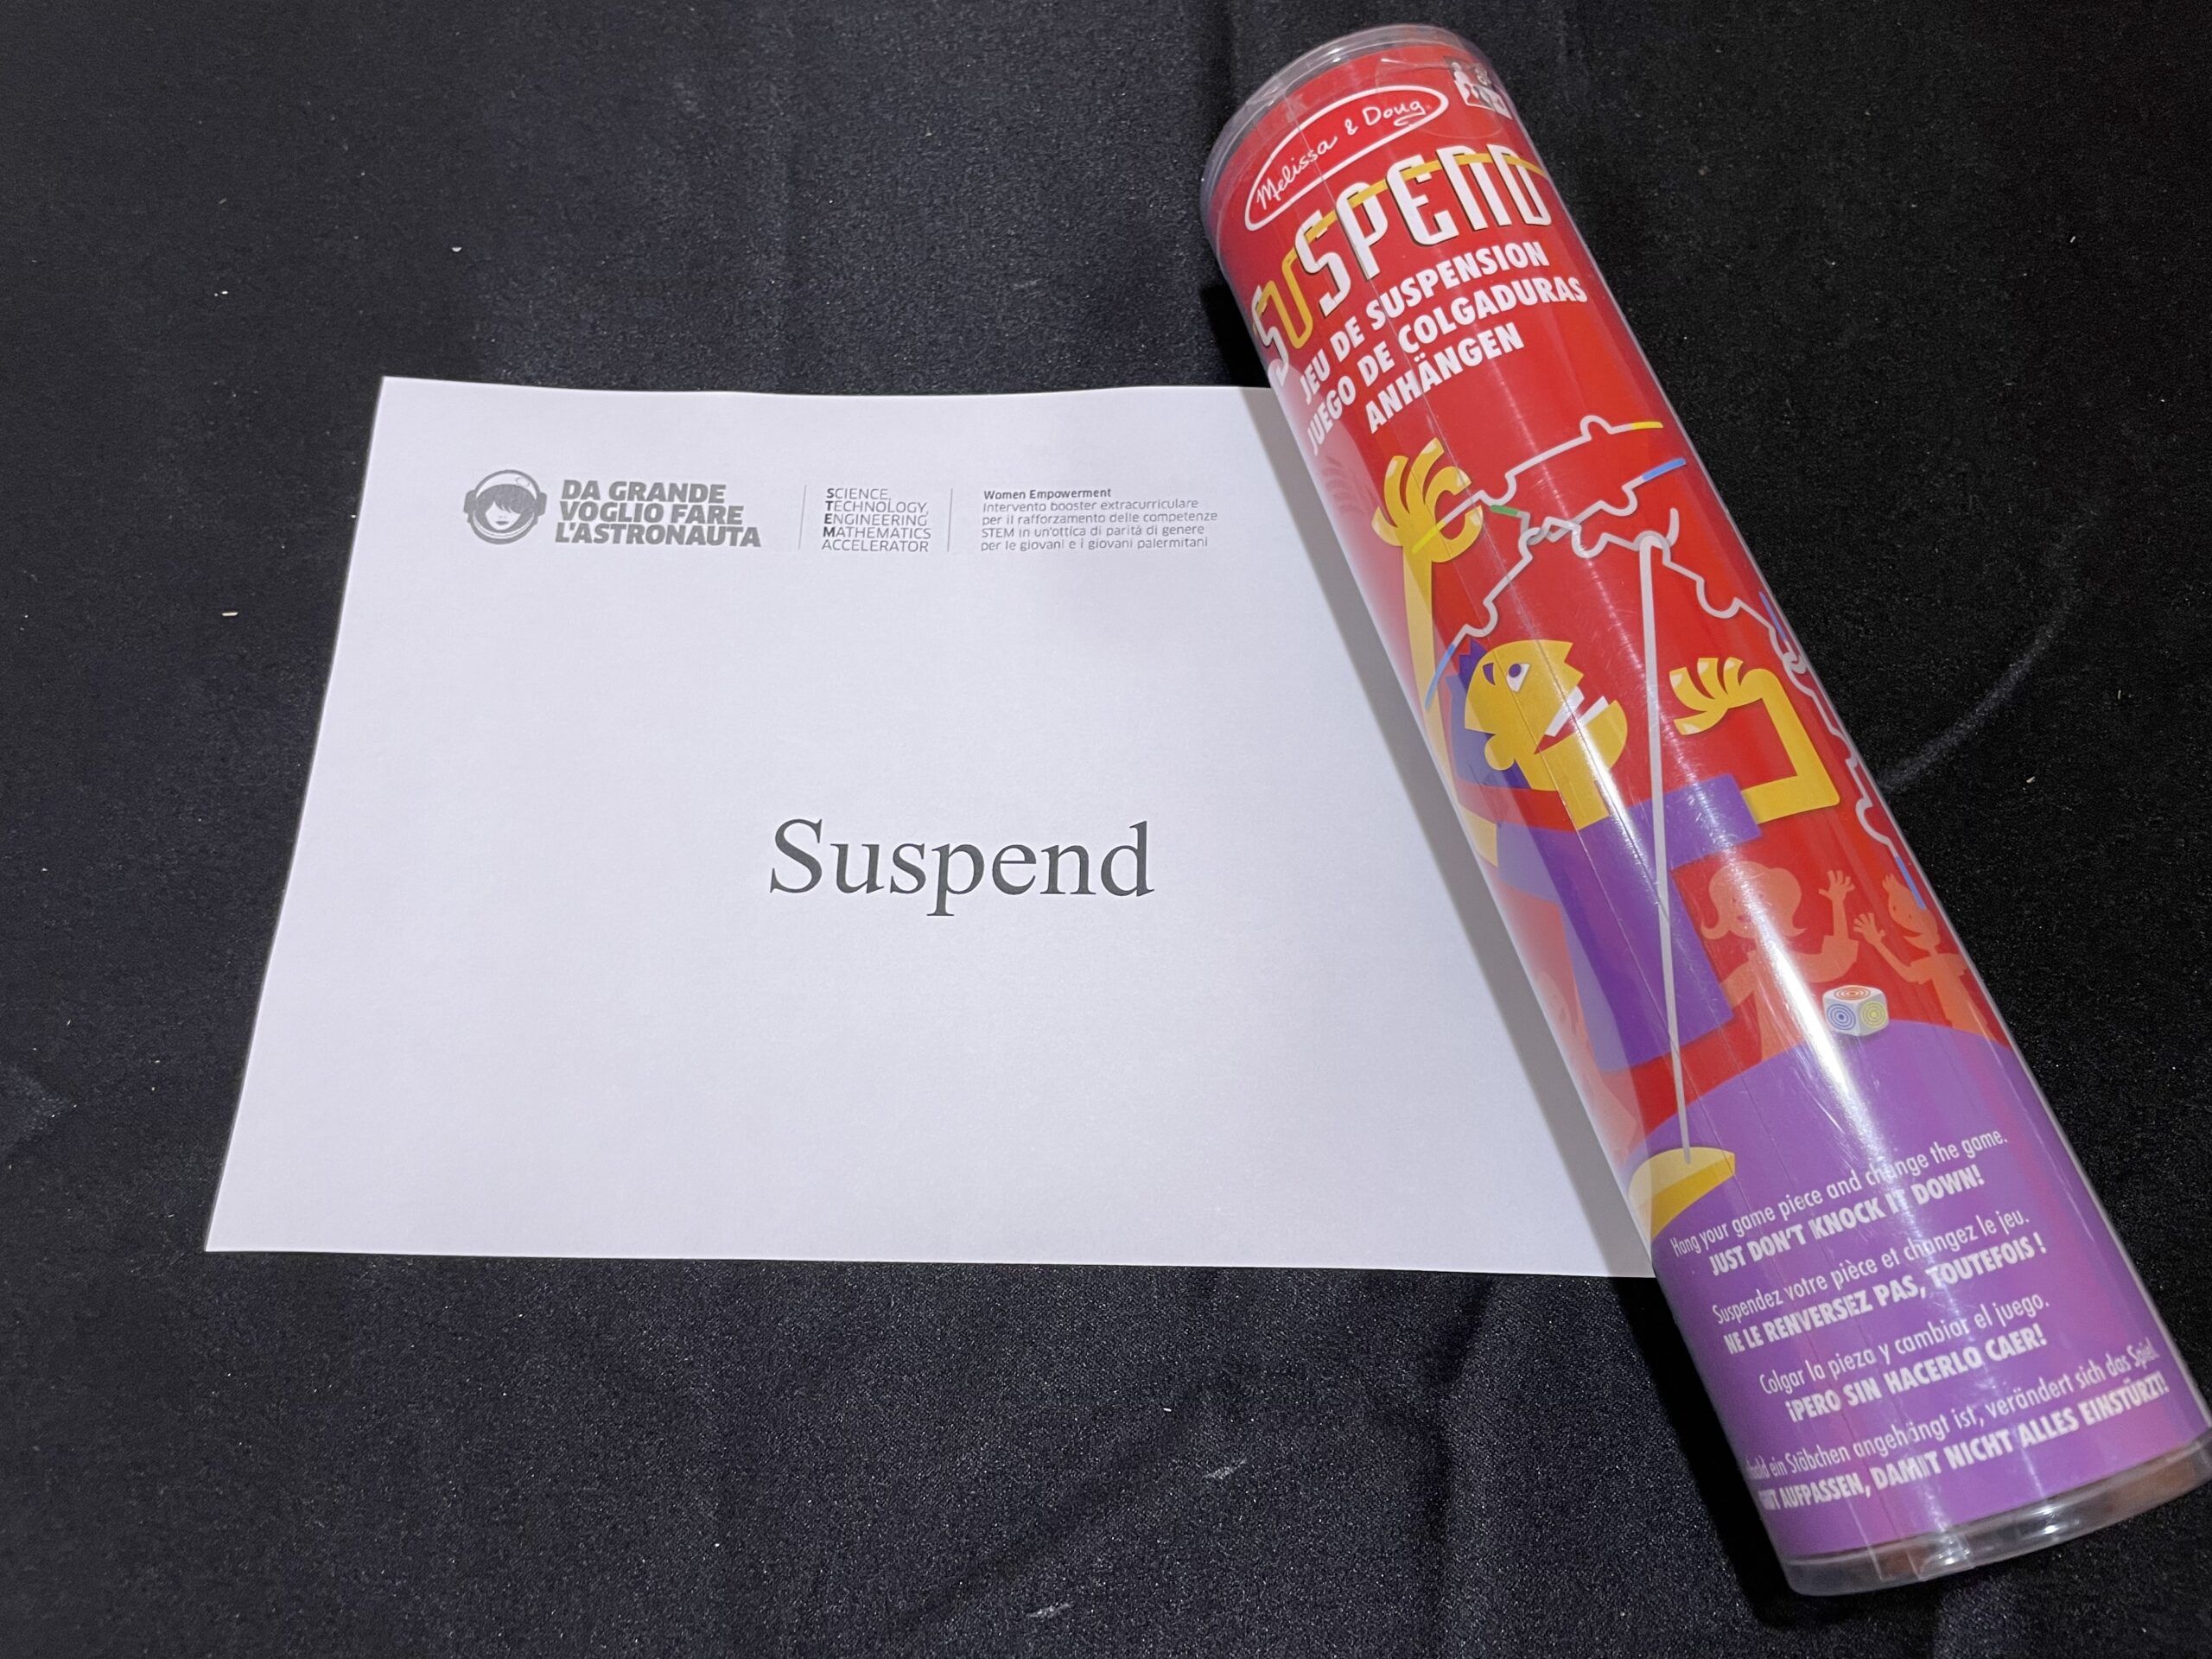 DA GRANDE
VOGLIO FARE
L'ASTRONAUTA
SCIENCE,
TECHNOLOGY,
ENGINEERING
MATHEMATICS
ACCELERATOR
Women Empowerment
Intervento booster extracurriculare
per il rafforzamento delle competenze
STEM in un'ottica di parità di genere
per le giovani e i giovani palermitani
Suspend
Melissa & Doug
SUSPEND
JEU DE SUSPENSION
JUEGO DE COLGADURAS
ANHÄNGEN
Hang your game piece and change the game.
JUST DON'T KNOCK IT DOWN!
Suspendez votre pièce et changez le jeu.
NE LE RENVERSEZ PAS, TOUTEFOIS !
Colgar la pieza y cambiar el juego.
¡PERO SIN HACERLO CAER!
ein Stäbchen angehängt ist, verändert sich das Spiel.
AUFPASSEN, DAMIT NICHT ALLES EINSTÜRZT!